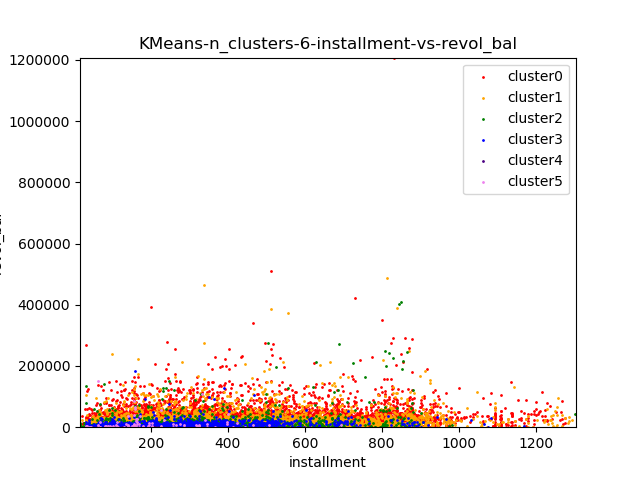 KMeans-n_clusters-6-installment-vs-revol_bal
1200000
1000000
800000
600000
400000
200000
0
200
400
600
800
1000
1200
installment
cluster0
cluster1
cluster2
cluster3
cluster4
cluster5